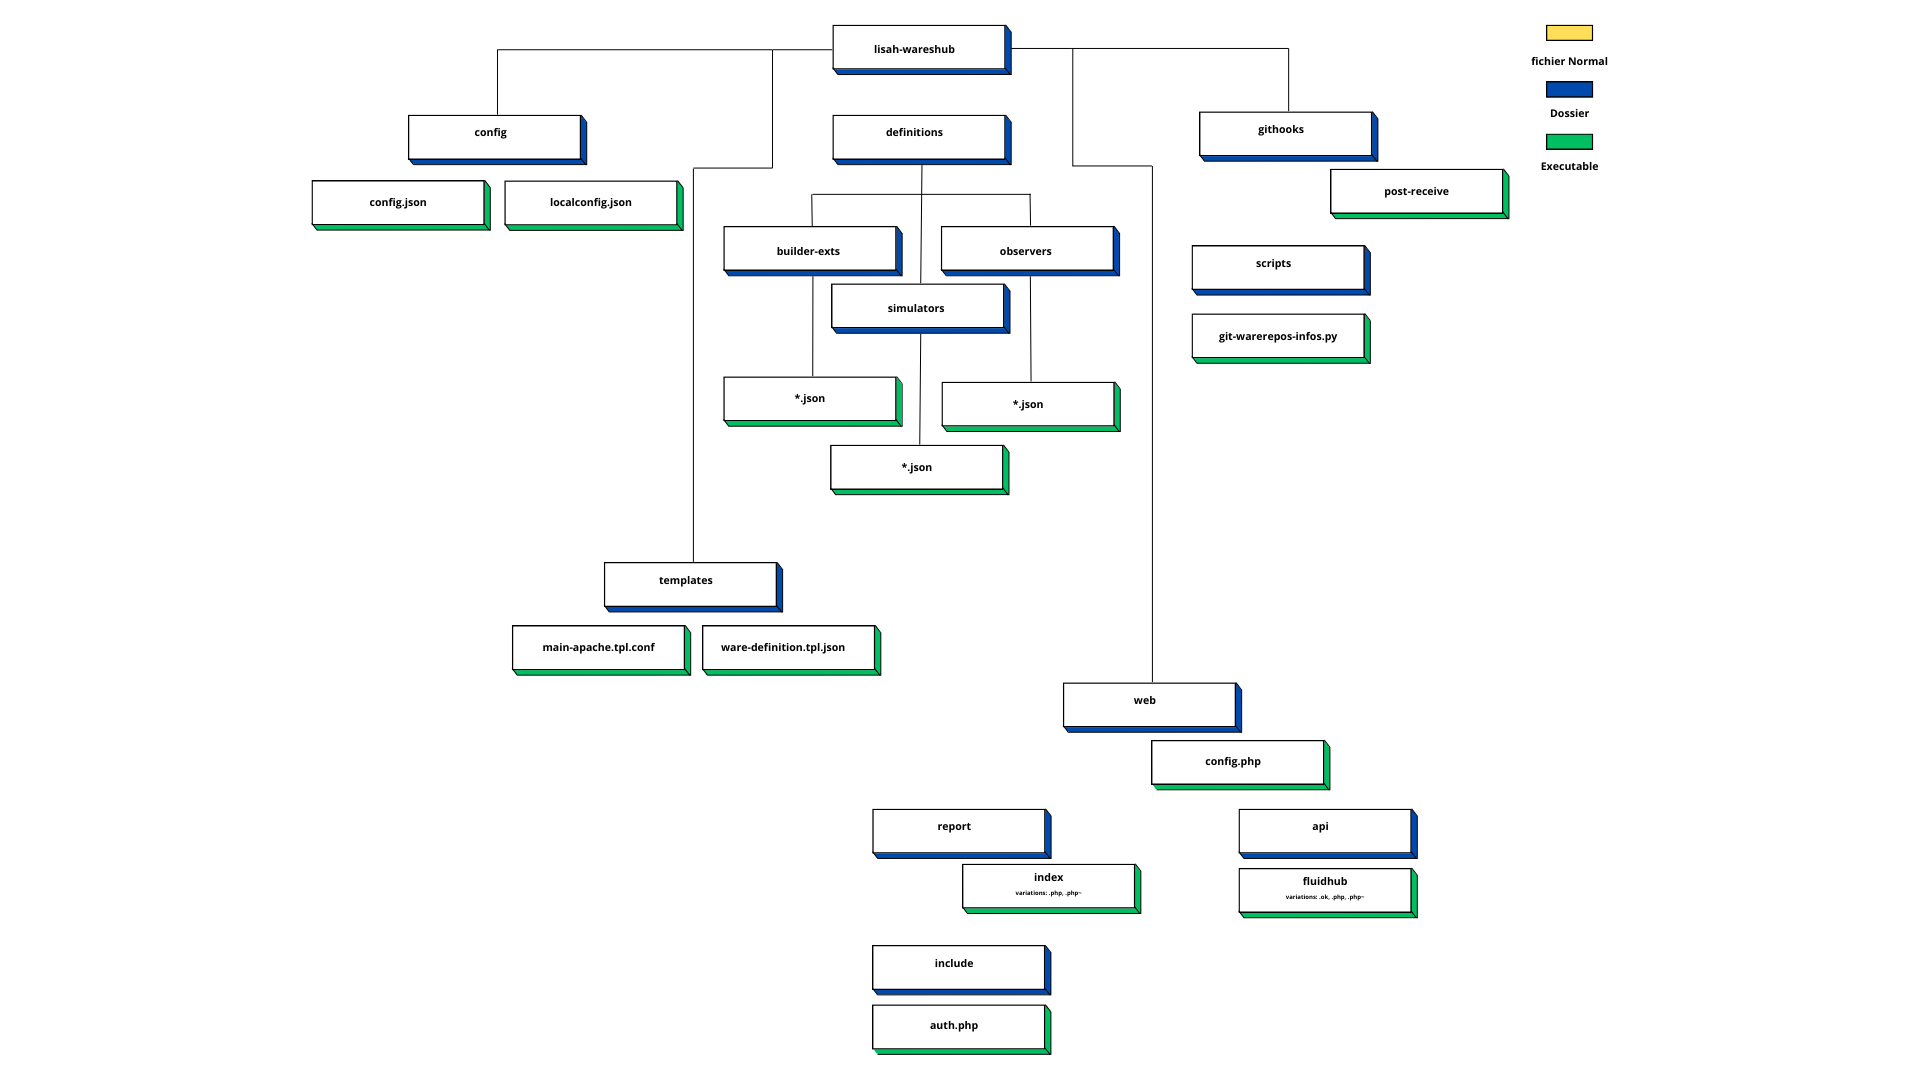 lisah-wareshub
fichier Normal
Dossier
Executable
config
definitions
githooks
config.json
localconfig.json
post-receive
builder-exts
observers
simulators
scripts
git-warerepos-infos.py
*.json
*.json
*.json
templates
main-apache.tpl.conf
ware-definition.tpl.json
web
config.php
report
api
index
variations: .php, .php~
fluidhub
variations: .ok, .php, .php~
include
auth.php